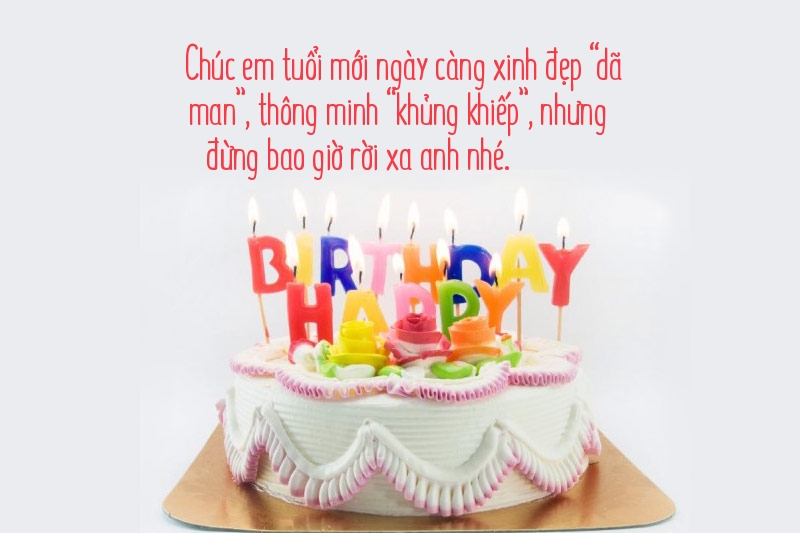 Chúc em tuổi mới ngày càng xinh đẹp “dã
man”, thông minh “khủng khiếp”, nhưng
đừng bao giờ rời xa anh nhé.
BIRTHDAY
HAPPY